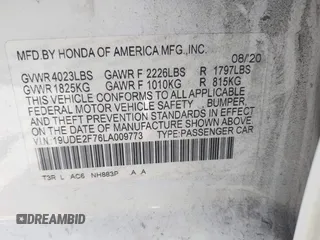 MFD.BY HONDA OF AMERICA MFG.,INC. 08/20
GVWR 4023LBS GAWR F 2226LBS R 1797LBS
GVWR 1825KG GAWR F 1010KG R 815KG
THIS VEHICLE CONFORMS TO ALL APPLICABLE
FEDERAL MOTOR VEHICLE SAFETY, BUMPER,
AND THEFT PREVENTION STANDARDS IN EFFECT
ON THE DATE OF MANUFACTURE SHOWN ABOVE.
V.I.N. 19UDE2F76LA009773 TYPE:PASSENGER CAR
T3R L AC6 NH883P A A
DREAMBID